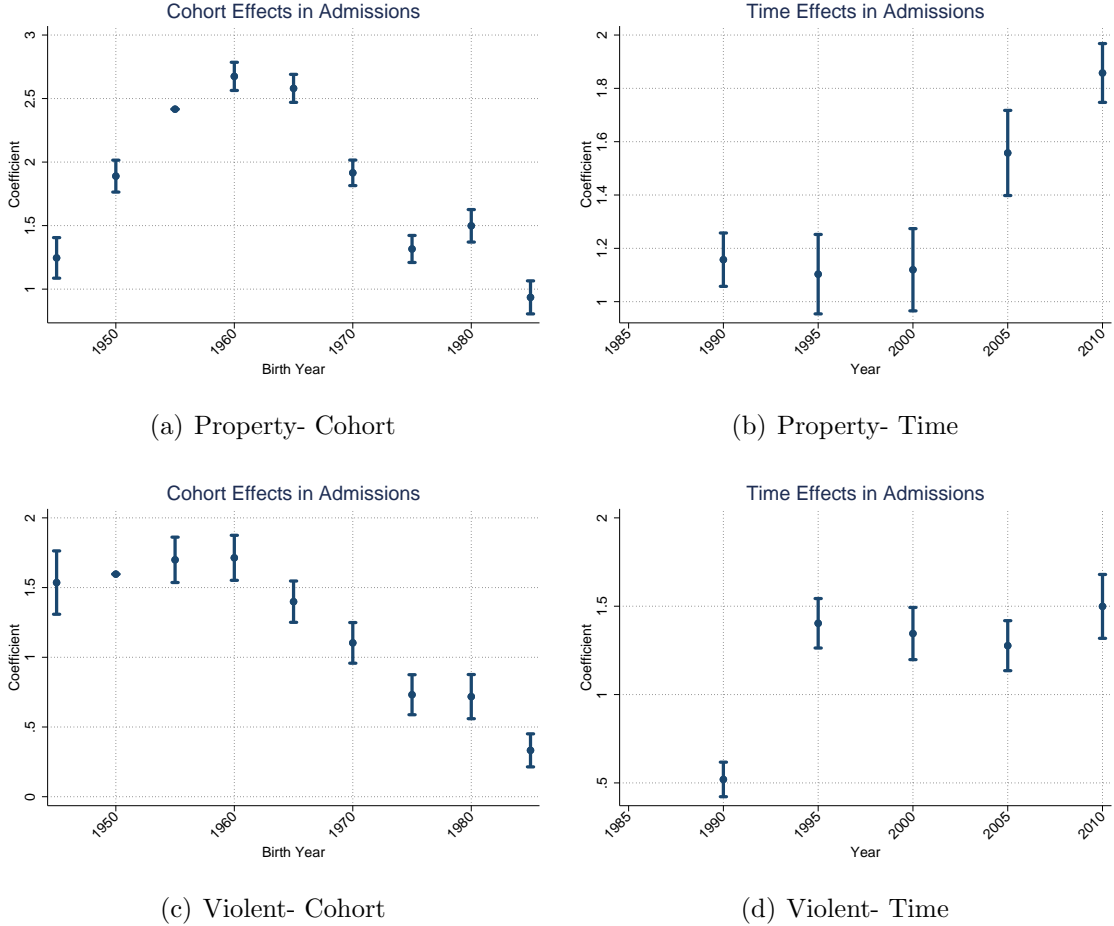 Cohort Effects in Admissions
Coefficient
3
2.5
2
1.5
1
1950
1960
1970
1980
Birth Year
(a) Property- Cohort
Time Effects in Admissions
Coefficient
2
1.8
1.6
1.4
1.2
1
1985
1990
1995
2000
2005
2010
Year
(b) Property- Time
Cohort Effects in Admissions
Coefficient
2
1.5
1
.5
0
1950
1960
1970
1980
Birth Year
(c) Violent- Cohort
Time Effects in Admissions
Coefficient
2
1.5
1
.5
1985
1990
1995
2000
2005
2010
Year
(d) Violent- Time